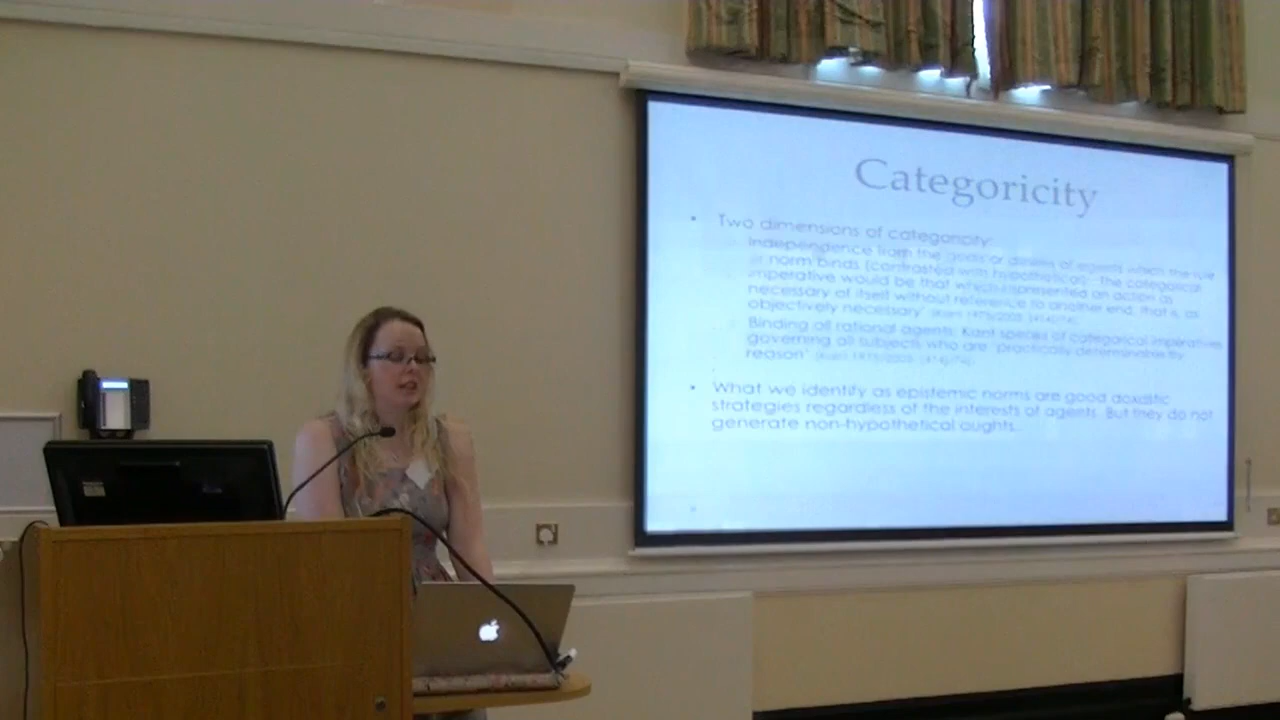 Categoricity
• Two dimensions of categoricity:
Independence from the goals or desires of agents which the rule
or norm binds (contrasted with hypothetical). 'The categorical
imperative would be that which represented an action as
necessary of itself without reference to another end, that is, as
objectively necessary'
Binding all rational agents: Kant speaks of categorical imperatives
governing all subjects who are 'practically determinable by
reason'
• What we identify as epistemic norms are good doxastic
strategies regardless of the interests of agents. But they do not
generate non-hypothetical oughts.